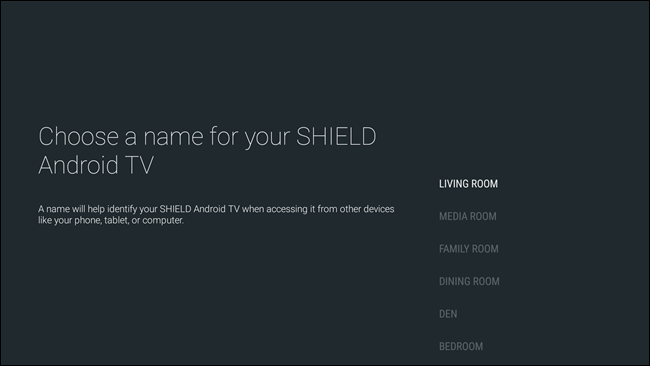 Choose a name for your SHIELD
Android TV
A name will help identify your SHIELD Android TV when accessing it from other devices
like your phone, tablet, or computer.
LIVING ROOM
MEDIA ROOM
FAMILY ROOM
DINING ROOM
DEN
BEDROOM